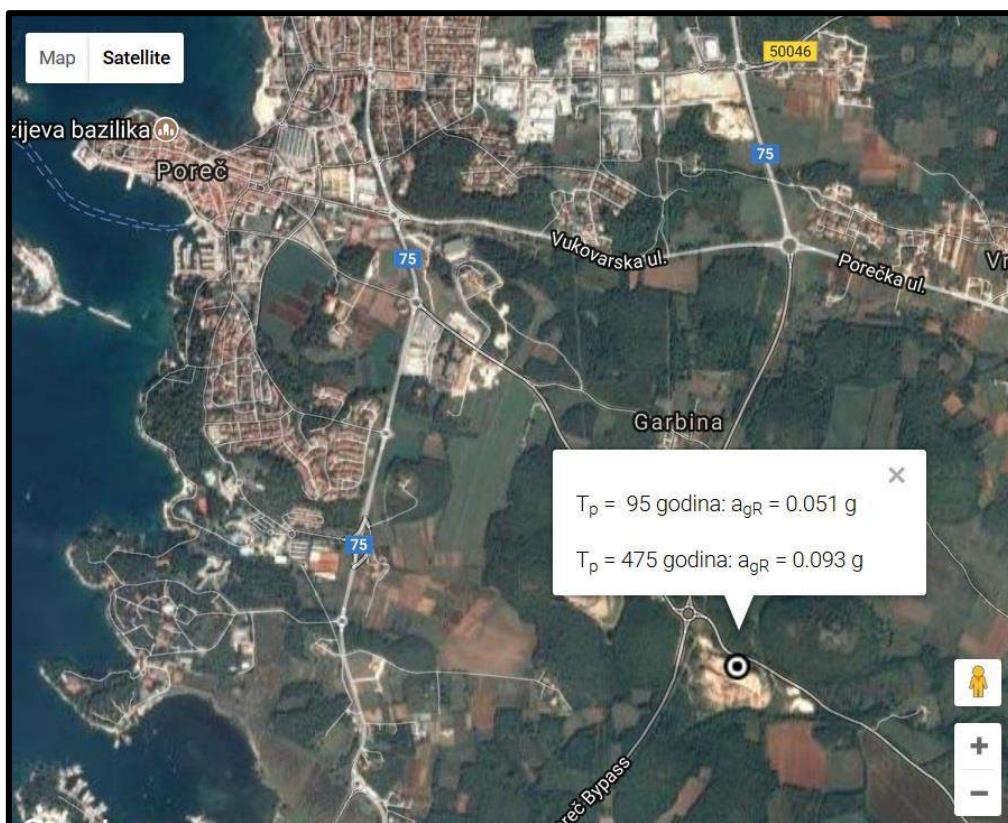 Map Satellite
50046
zijeva bazilika
Poreč
75
Vukovarska ul.
75
Porečka ul.
Vr
Garbina
T_p = 95 godina: a_gR = 0.051 g
T_p = 475 godina: a_gR = 0.093 g
75
reč Bypass